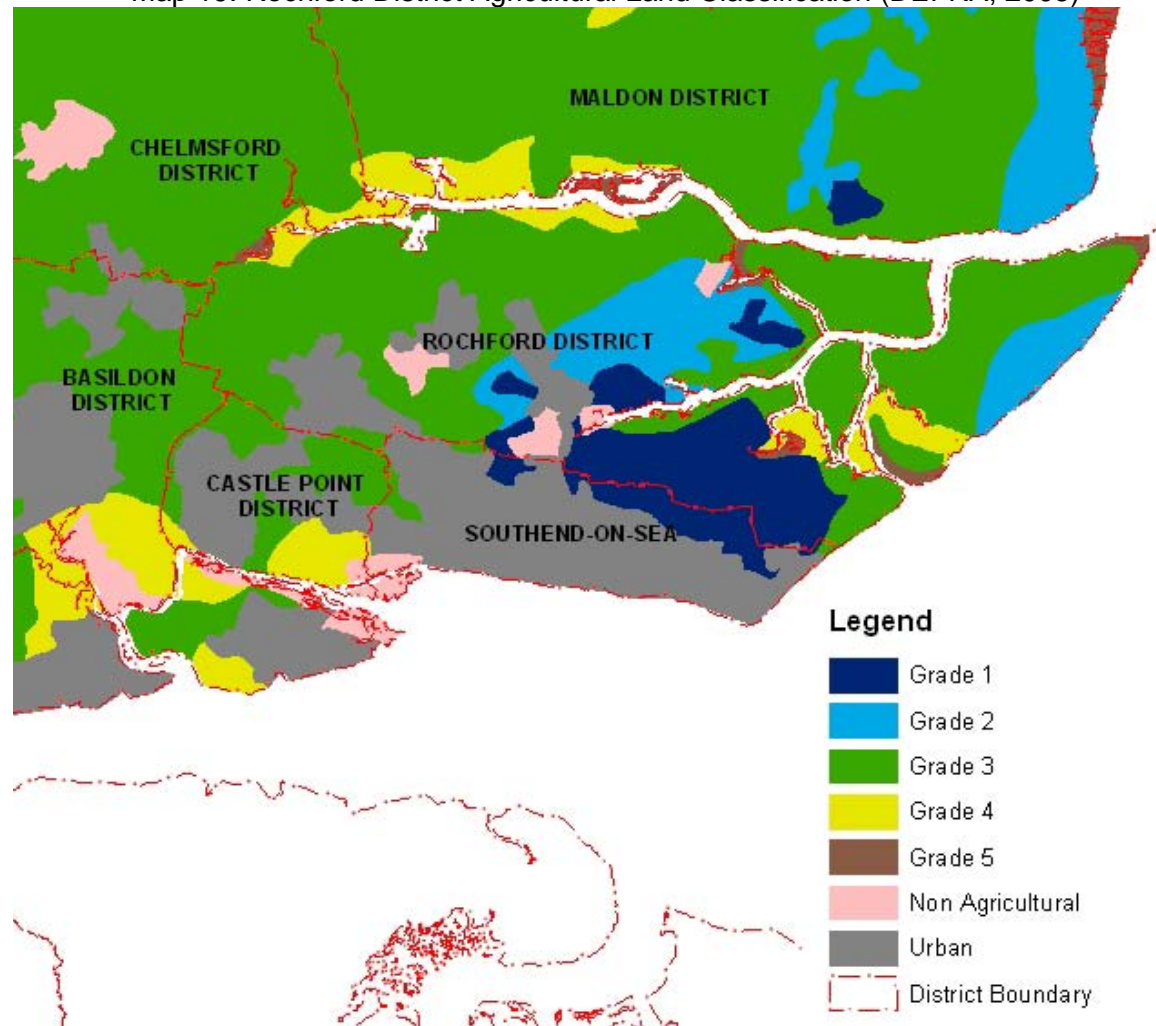 MALDON DISTRICT
CHELMSFORD
DISTRICT
ROCHFORD DISTRICT
BASILDON
DISTRICT
CASTLE POINT
DISTRICT
SOUTHEND-ON-SEA
Legend
Grade 1
Grade 2
Grade 3
Grade 4
Grade 5
Non Agricultural
Urban
District Boundary